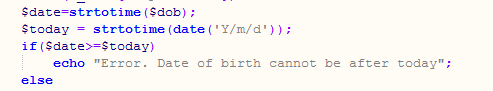 $date=strtotime($dob);
$today = strtotime(date('Y/m/d'));
if($date>=$today)
echo "Error. Date of birth cannot be after today";
else